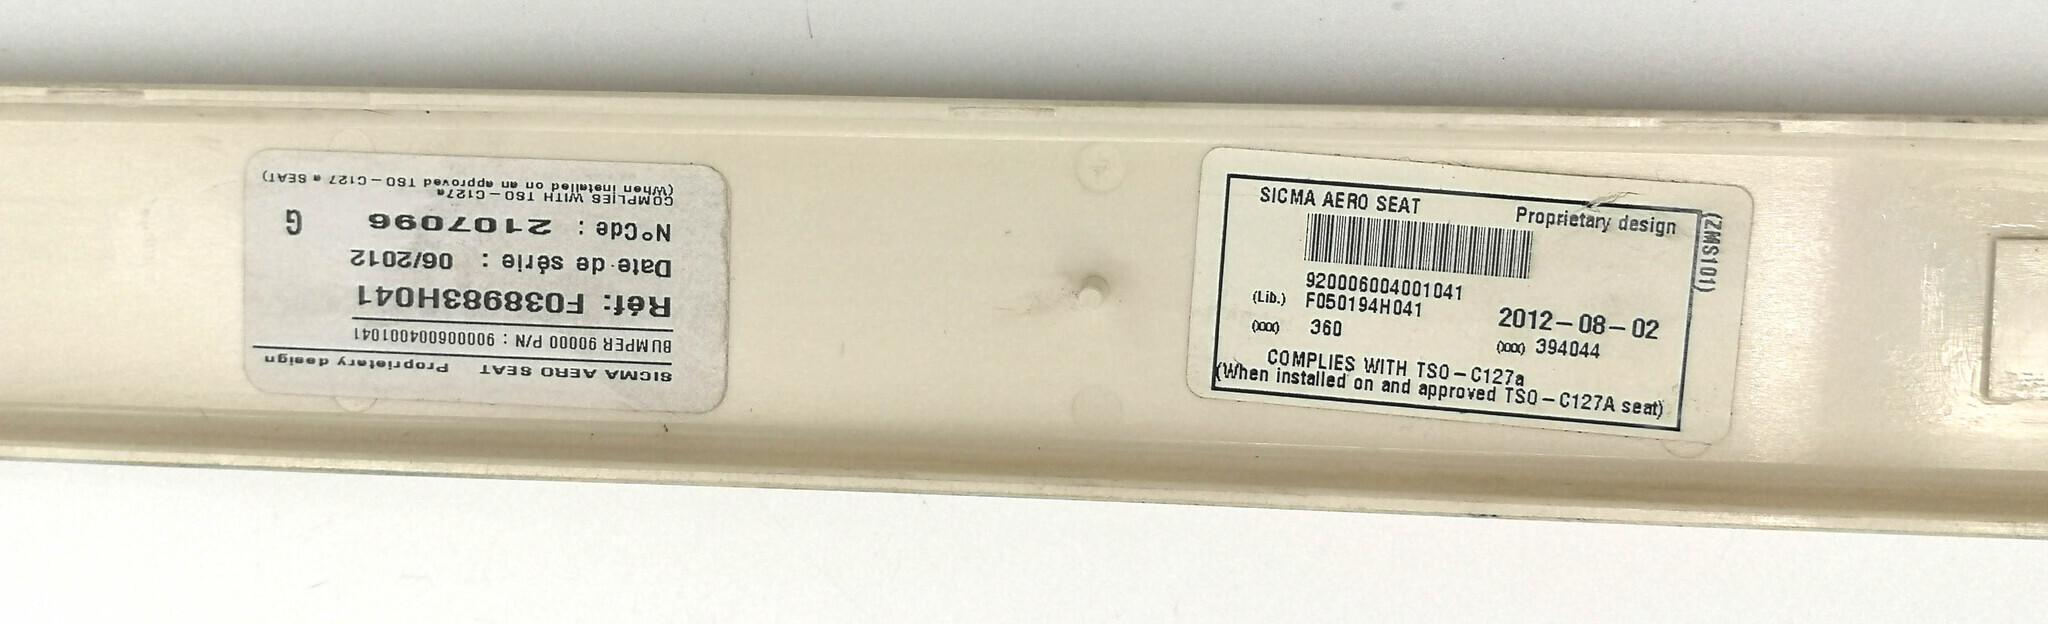 SICMA AERO SEAT Proprietary design
BUMPER 90000 P/N : 900006004001041
Réf: F038983H041
Date de série : 06/2012
N°Cde : 2107096 G
COMPLIES WITH TSO-C127a
(When installed on an approved TSO-C127 a SEAT)
SICMA AERO SEAT Proprietary design
(ZMS101)
920006004001041
(Lib.) F050194H041
2012-08-02
(xxx) 360
(xxx) 394044
COMPLIES WITH TSO-C127a
(When installed on and approved TSO-C127A seat)